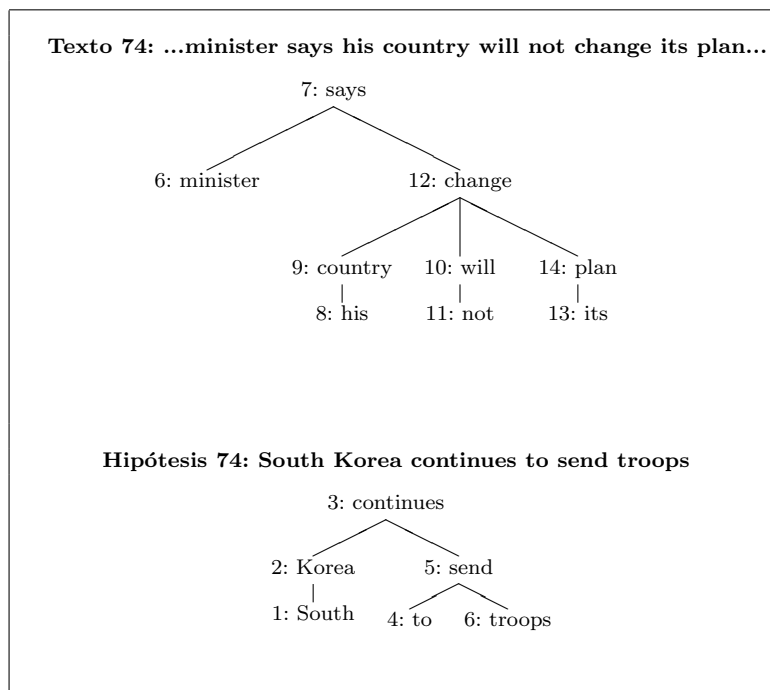 Texto 74: ...minister says his country will not change its plan...
7: says
6: minister 12: change
9: country 10: will 14: plan
8: his 11: not 13: its
Hipótesis 74: South Korea continues to send troops
3: continues
2: Korea 5: send
1: South 4: to 6: troops